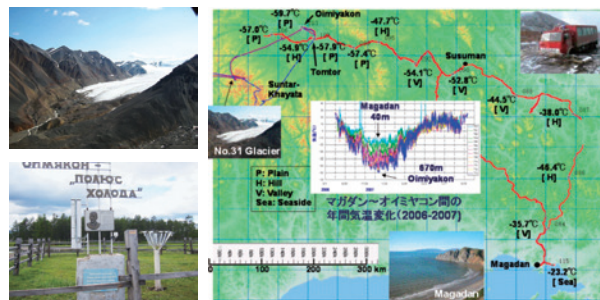 ОЙМЯКОН
"ПОЛЮС
ХОЛОДА"
-59.7℃
[ P ]
Oimiyakon
-57.0℃
[ P ]
-54.9℃
[ H ]
-57.9℃
[ P ]
-57.4℃
[ P ]
-47.7℃
[ H ]
Tomtor
Suntar-
Khayata
-54.1℃
[ V ]
Susuman
-52.8℃
[ V ]
-44.5℃
[ V ]
-38.0℃
[ H ]
No.31 Glacier
Magadan
40m
670m
Oimiyakon
P: Plain
H: Hill
V: Valley
Sea: Seaside
マガダン～オイミヤコン間の
年間気温変化(2006-2007)
-46.4℃
[ H ]
-35.7℃
[ V ]
Magadan
-23.2℃
[ Sea]
0 100 200 300
km
Magadan